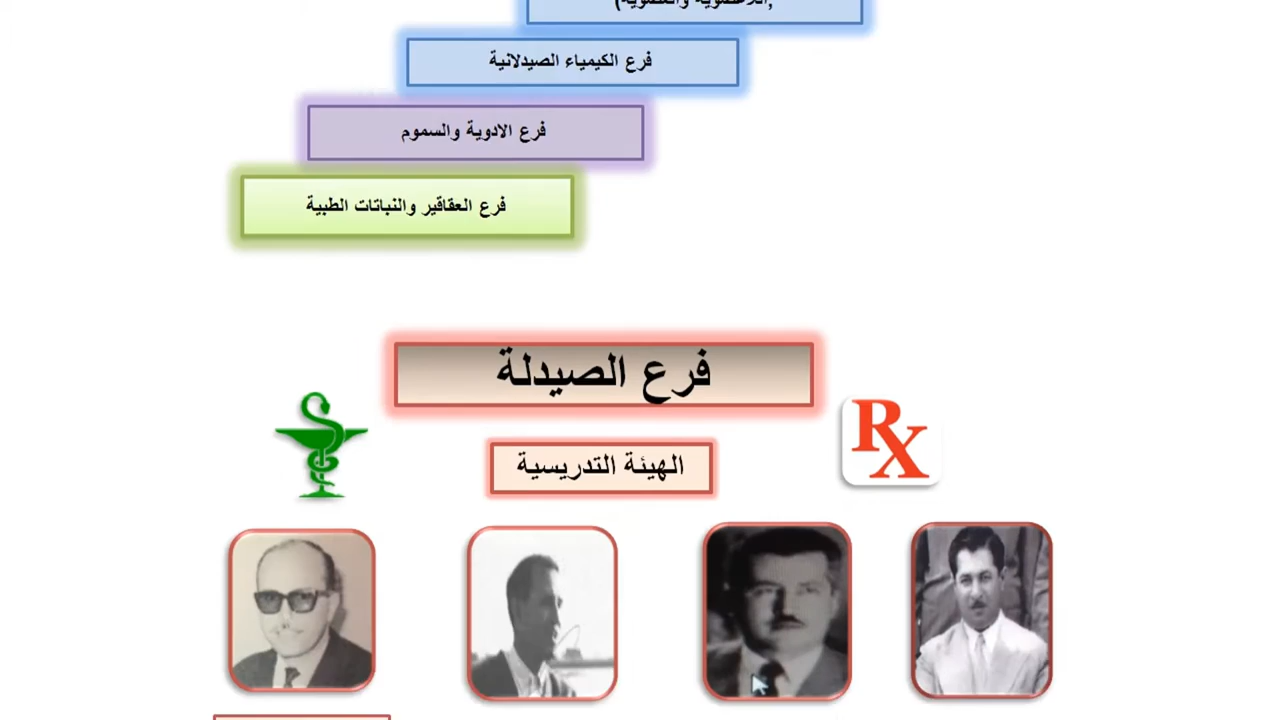 فرع الكيمياء الصيدلانية
فرع الادوية والسموم
فرع العقاقير والنباتات الطبية
فرع الصيدلة
RX
الهيئة التدريسية